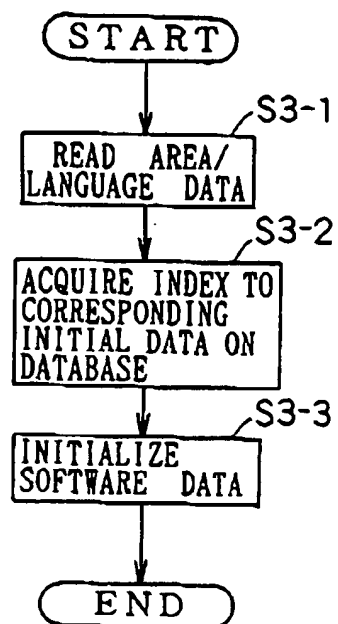 START
S3-1
READ AREA/
LANGUAGE DATA
S3-2
ACQUIRE INDEX TO
CORRESPONDING
INITIAL DATA ON
DATABASE
S3-3
INITIALIZE
SOFTWARE DATA
END